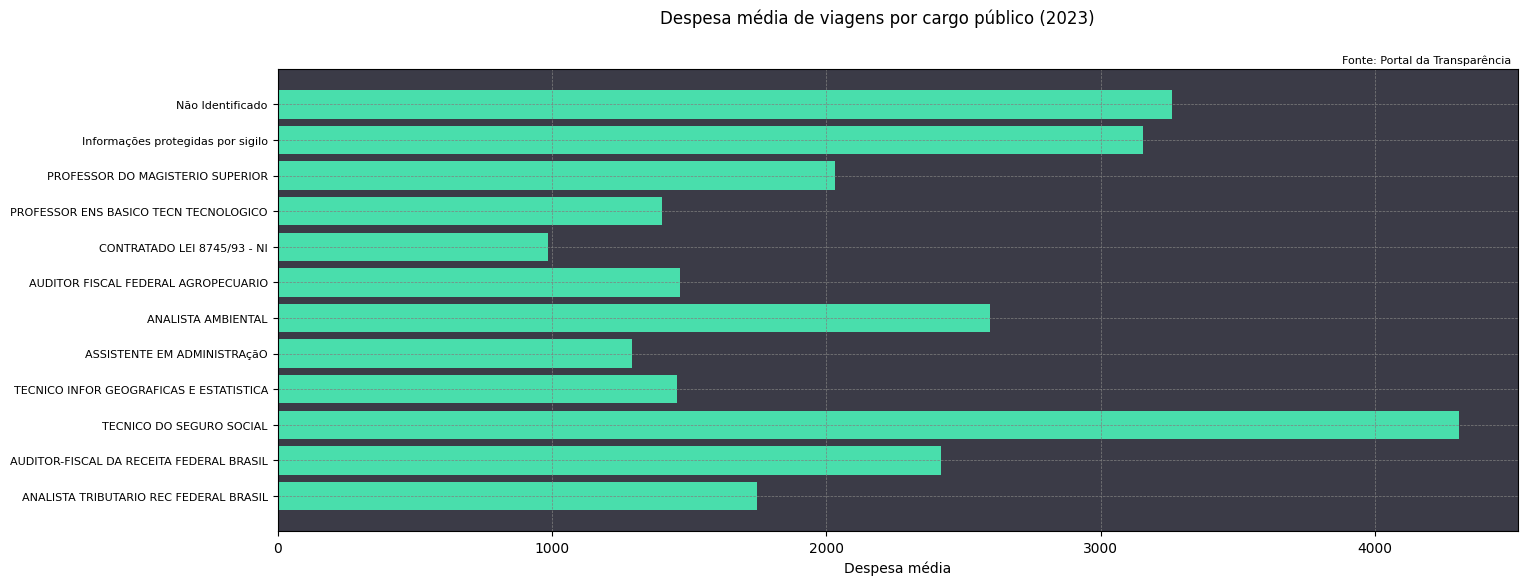 Despesa média de viagens por cargo público (2023)
Fonte: Portal da Transparência
Não Identificado
Informações protegidas por sigilo
PROFESSOR DO MAGISTERIO SUPERIOR
PROFESSOR ENS BASICO TECN TECNOLOGICO
CONTRATADO LEI 8745/93 - NI
AUDITOR FISCAL FEDERAL AGROPECUARIO
ANALISTA AMBIENTAL
ASSISTENTE EM ADMINISTRAçãO
TECNICO INFOR GEOGRAFICAS E ESTATISTICA
TECNICO DO SEGURO SOCIAL
AUDITOR-FISCAL DA RECEITA FEDERAL BRASIL
ANALISTA TRIBUTARIO REC FEDERAL BRASIL
0 1000 2000 3000 4000
Despesa média